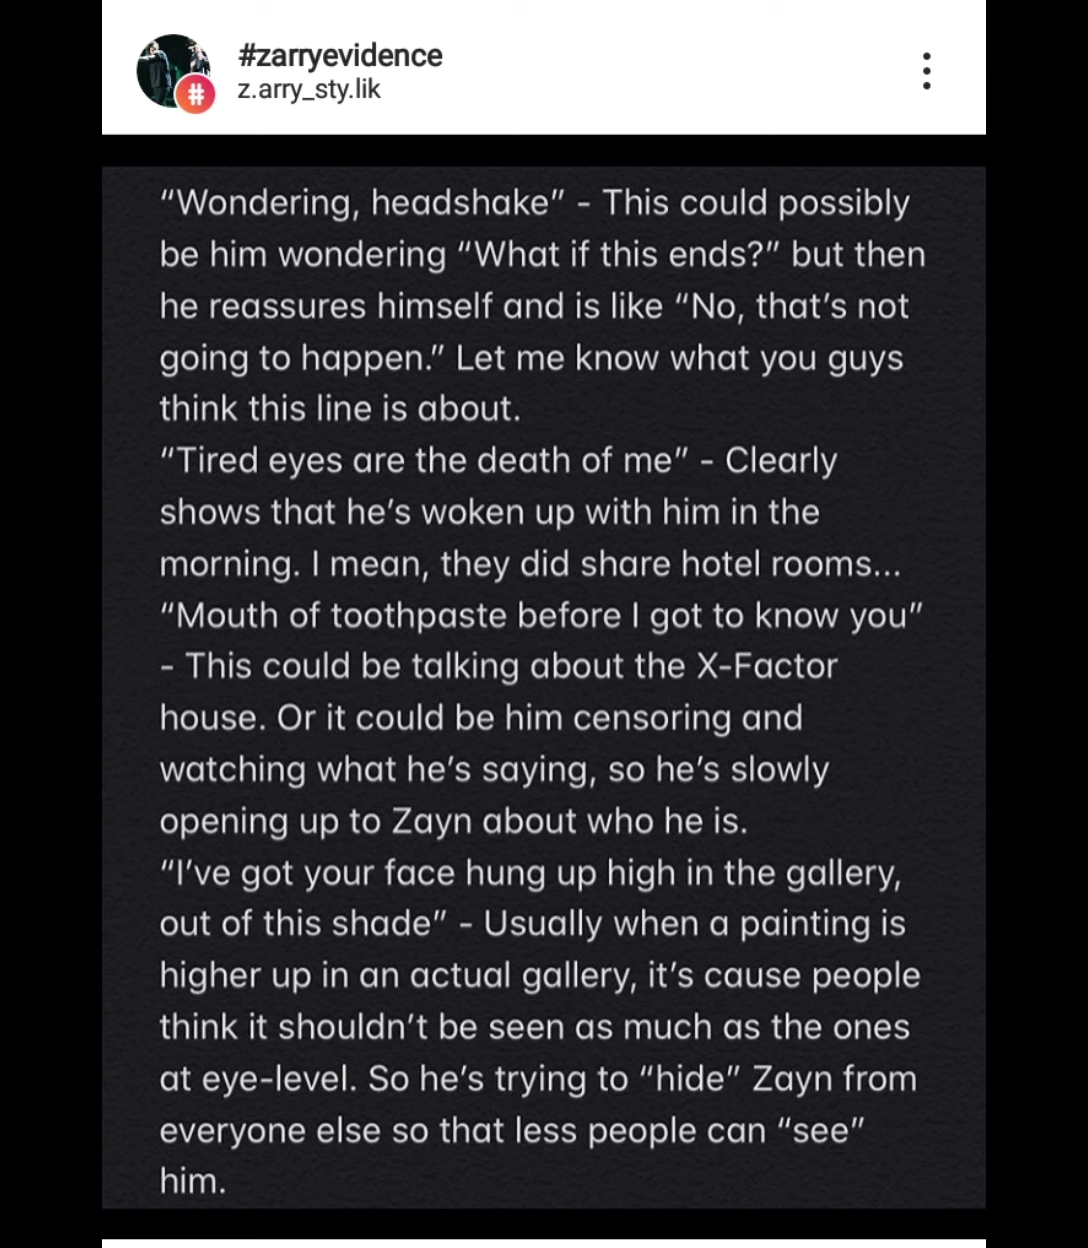 #zarryevidence
z.arry_sty.lik
#
“Wondering, headshake” - This could possibly
be him wondering “What if this ends?” but then
he reassures himself and is like “No, that’s not
going to happen.” Let me know what you guys
think this line is about.
“Tired eyes are the death of me” - Clearly
shows that he’s woken up with him in the
morning. I mean, they did share hotel rooms...
“Mouth of toothpaste before I got to know you”
- This could be talking about the X-Factor
house. Or it could be him censoring and
watching what he’s saying, so he’s slowly
opening up to Zayn about who he is.
“I’ve got your face hung up high in the gallery,
out of this shade” - Usually when a painting is
higher up in an actual gallery, it’s cause people
think it shouldn’t be seen as much as the ones
at eye-level. So he’s trying to “hide” Zayn from
everyone else so that less people can “see”
him.